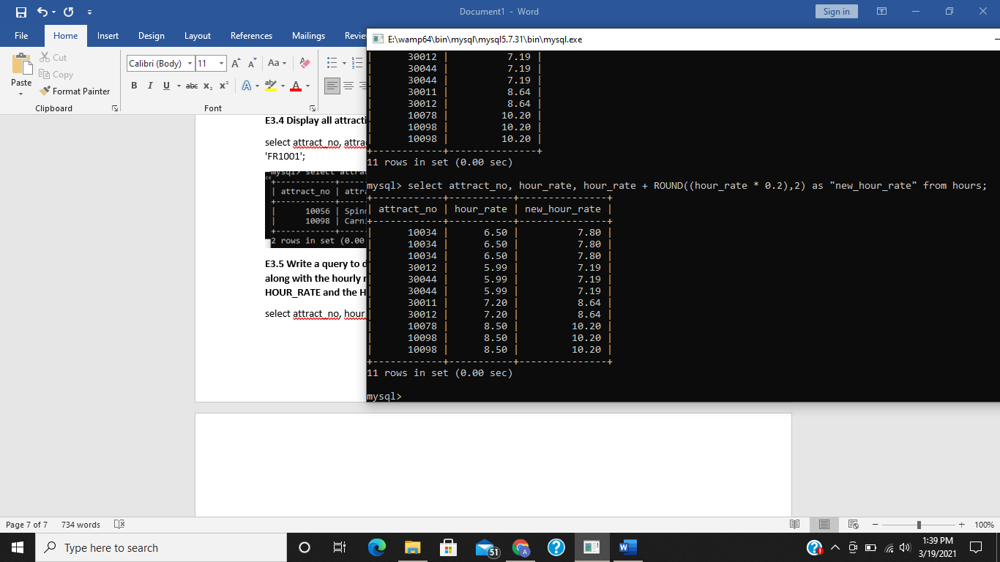 Document1 - Word
Sign in
File Home Insert Design Layout References Mailings Revie
Cut
Copy
Paste
Format Painter
Clipboard
Calibri (Body) 11
Aa
B I U abc x₂ x² A aby A
Font
E:\wamp64\bin\mysql\mysql5.7.31\bin\mysql.exe
| 30012 | 7.19 |
| 30044 | 7.19 |
| 30044 | 7.19 |
| 30011 | 8.64 |
| 30012 | 8.64 |
| 10078 | 10.20 |
| 10098 | 10.20 |
| 10098 | 10.20 |
+------------+---------------+
11 rows in set (0.00 sec)
mysql> select attract_no, hour_rate, hour_rate + ROUND((hour_rate * 0.2),2) as "new_hour_rate" from hours;
+------------+-----------+---------------+
| attract_no | hour_rate | new_hour_rate |
+------------+-----------+---------------+
| 10034 | 6.50 | 7.80 |
| 10034 | 6.50 | 7.80 |
| 10034 | 6.50 | 7.80 |
| 30012 | 5.99 | 7.19 |
| 30044 | 5.99 | 7.19 |
| 30044 | 5.99 | 7.19 |
| 30011 | 7.20 | 8.64 |
| 30012 | 7.20 | 8.64 |
| 10078 | 8.50 | 10.20 |
| 10098 | 8.50 | 10.20 |
| 10098 | 8.50 | 10.20 |
+------------+-----------+---------------+
11 rows in set (0.00 sec)
mysql>
E3.4 Display all attracti
select attract_no, attra
'FR1001';
mysql> select attrac
| attract_no | attra
| 10056 | Spin
| 10098 | Carni
2 rows in set (0.00
E3.5 Write a query to d
along with the hourly r
HOUR_RATE and the H
select attract_no, hour
Page 7 of 7 734 words
100%
Type here to search
51
A
1:39 PM
3/19/2021